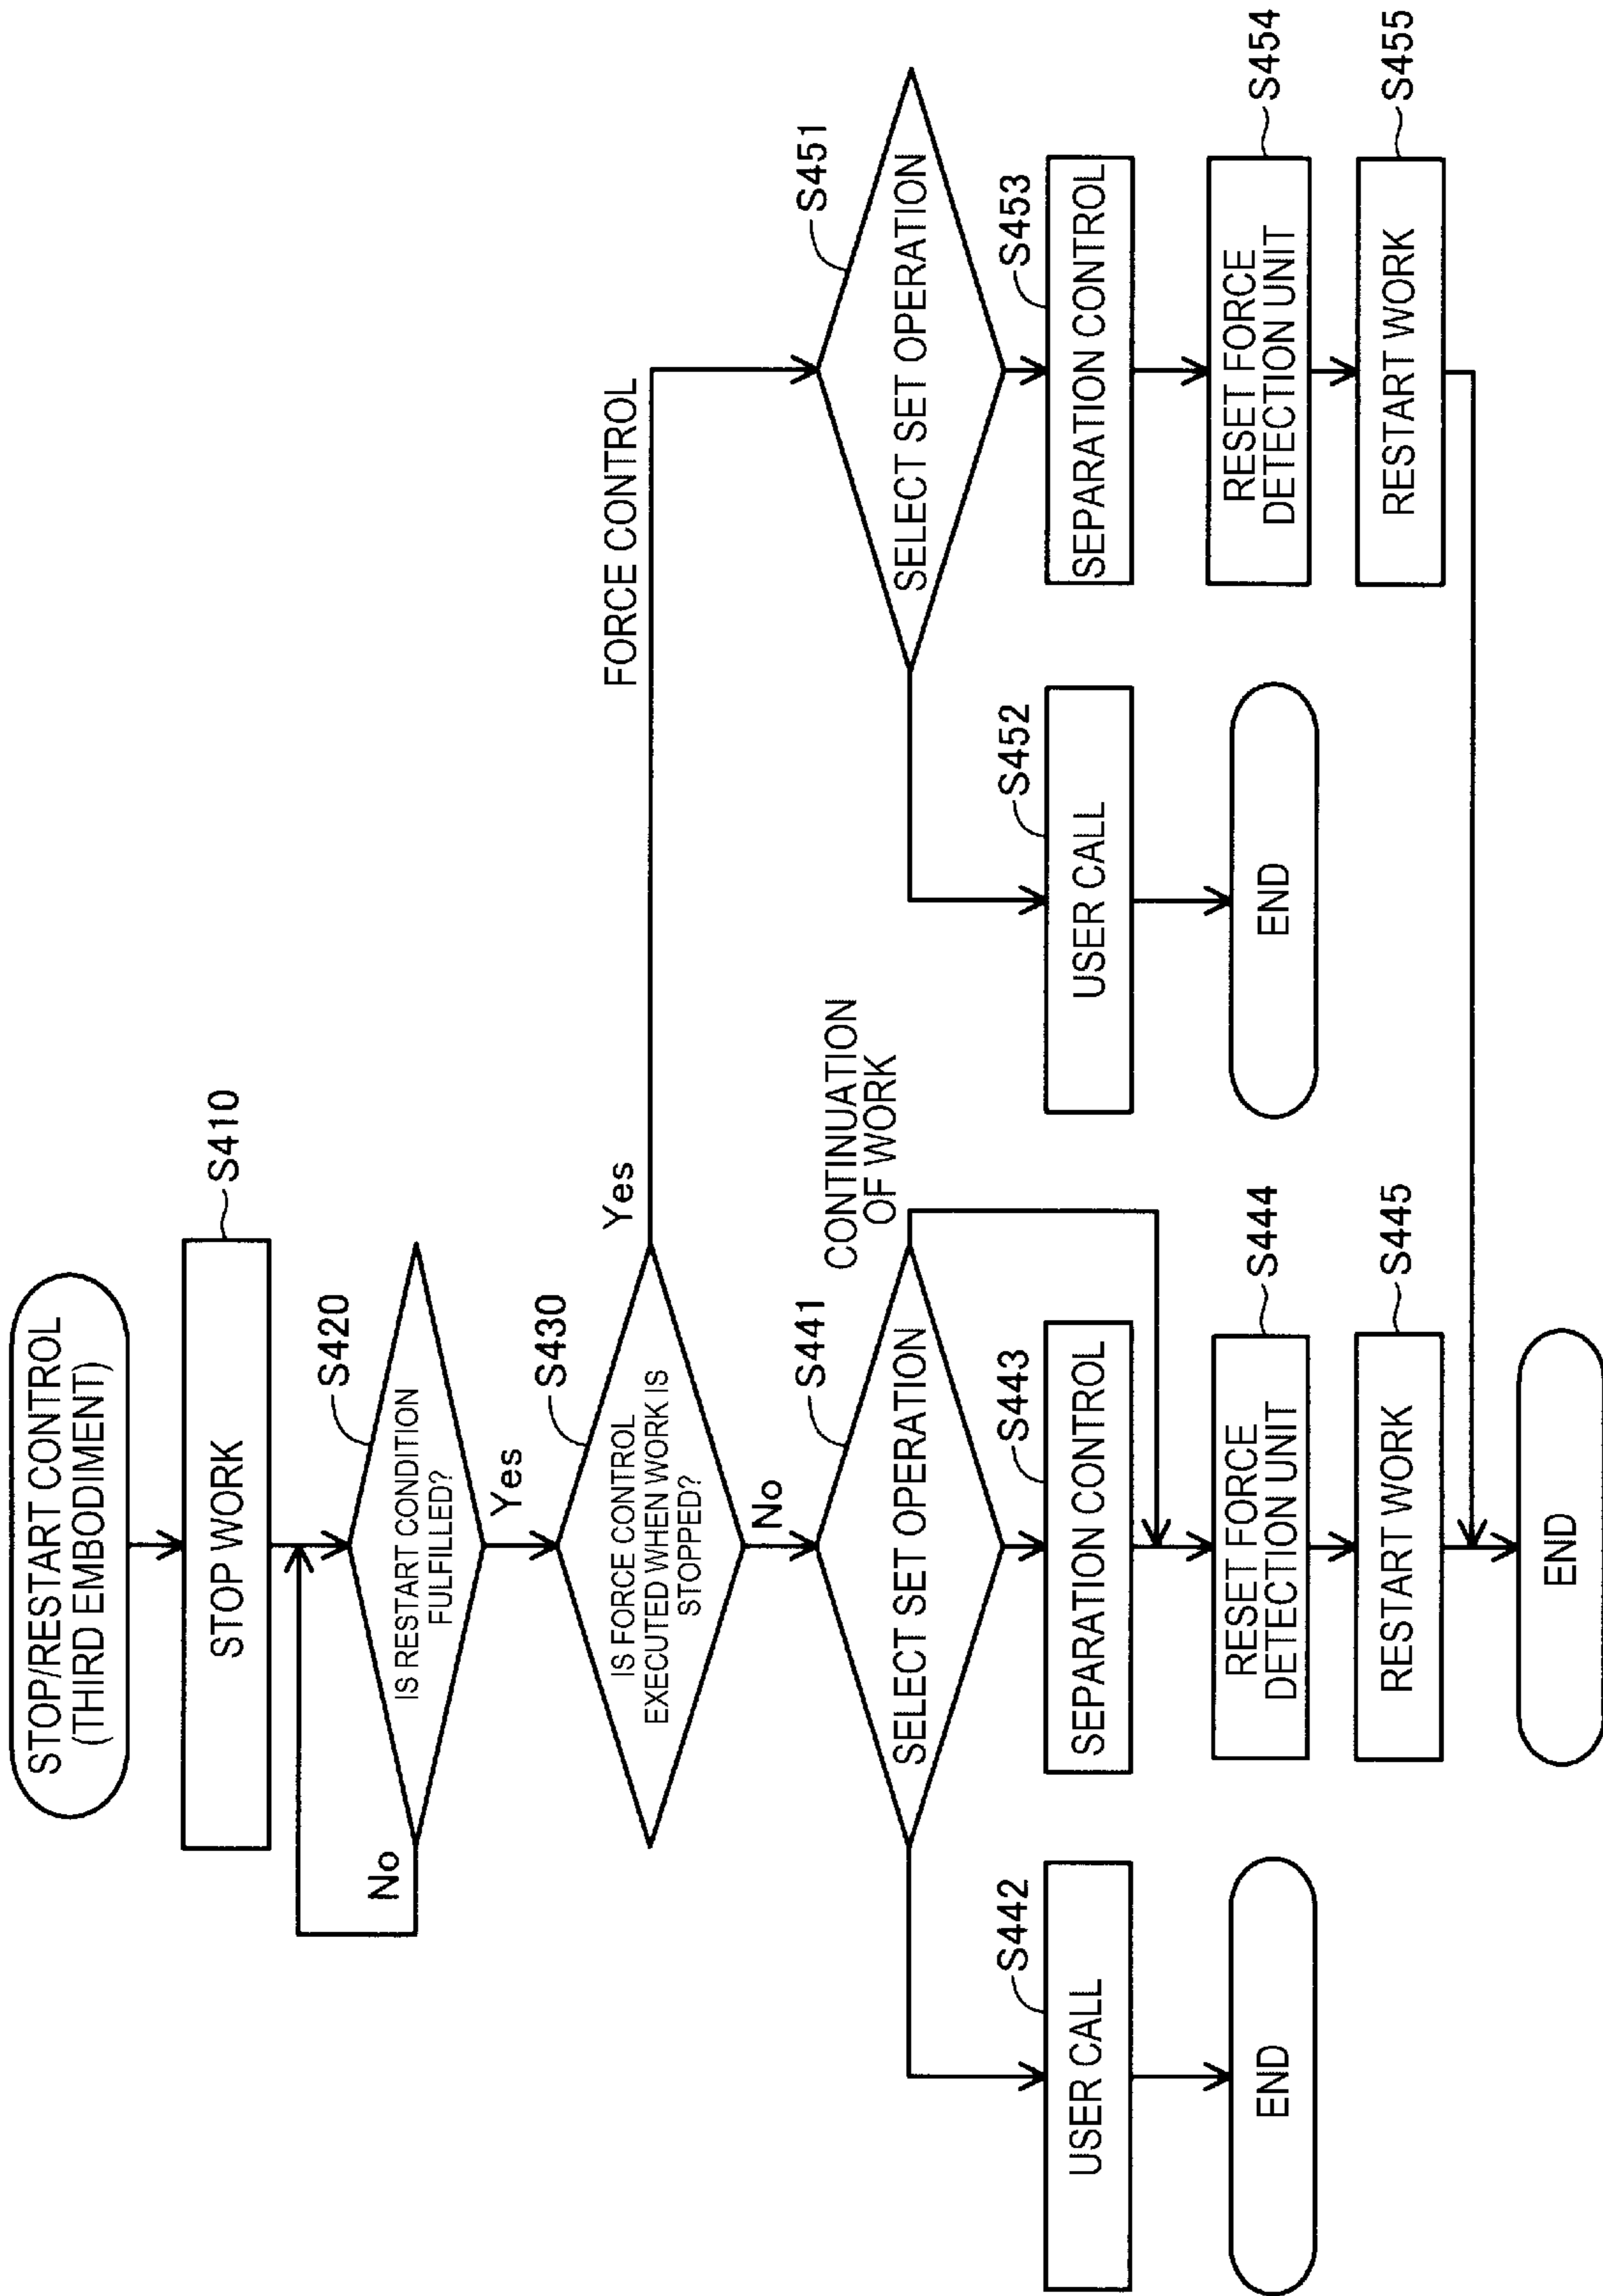 STOP/RESTART CONTROL
(THIRD EMBODIMENT)
STOP WORK
S410
IS RESTART CONDITION
FULFILLED?
S420
No
Yes
IS FORCE CONTROL
EXECUTED WHEN WORK IS
STOPPED?
S430
Yes
FORCE CONTROL
No
SELECT SET OPERATION
S441
CONTINUATION
OF WORK
SELECT SET OPERATION
S451
USER CALL
S442
SEPARATION CONTROL
S443
USER CALL
S452
SEPARATION CONTROL
S453
END
RESET FORCE
DETECTION UNIT
S444
END
RESET FORCE
DETECTION UNIT
S454
RESTART WORK
S445
RESTART WORK
S455
END